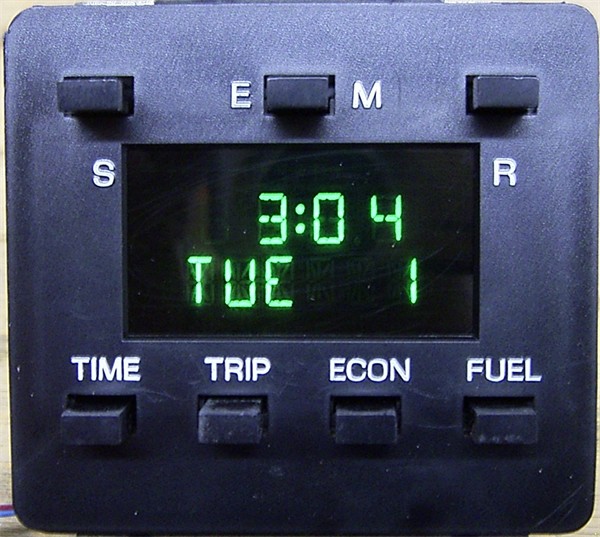 E M
S R
3:04
TUE 1
TIME TRIP ECON FUEL